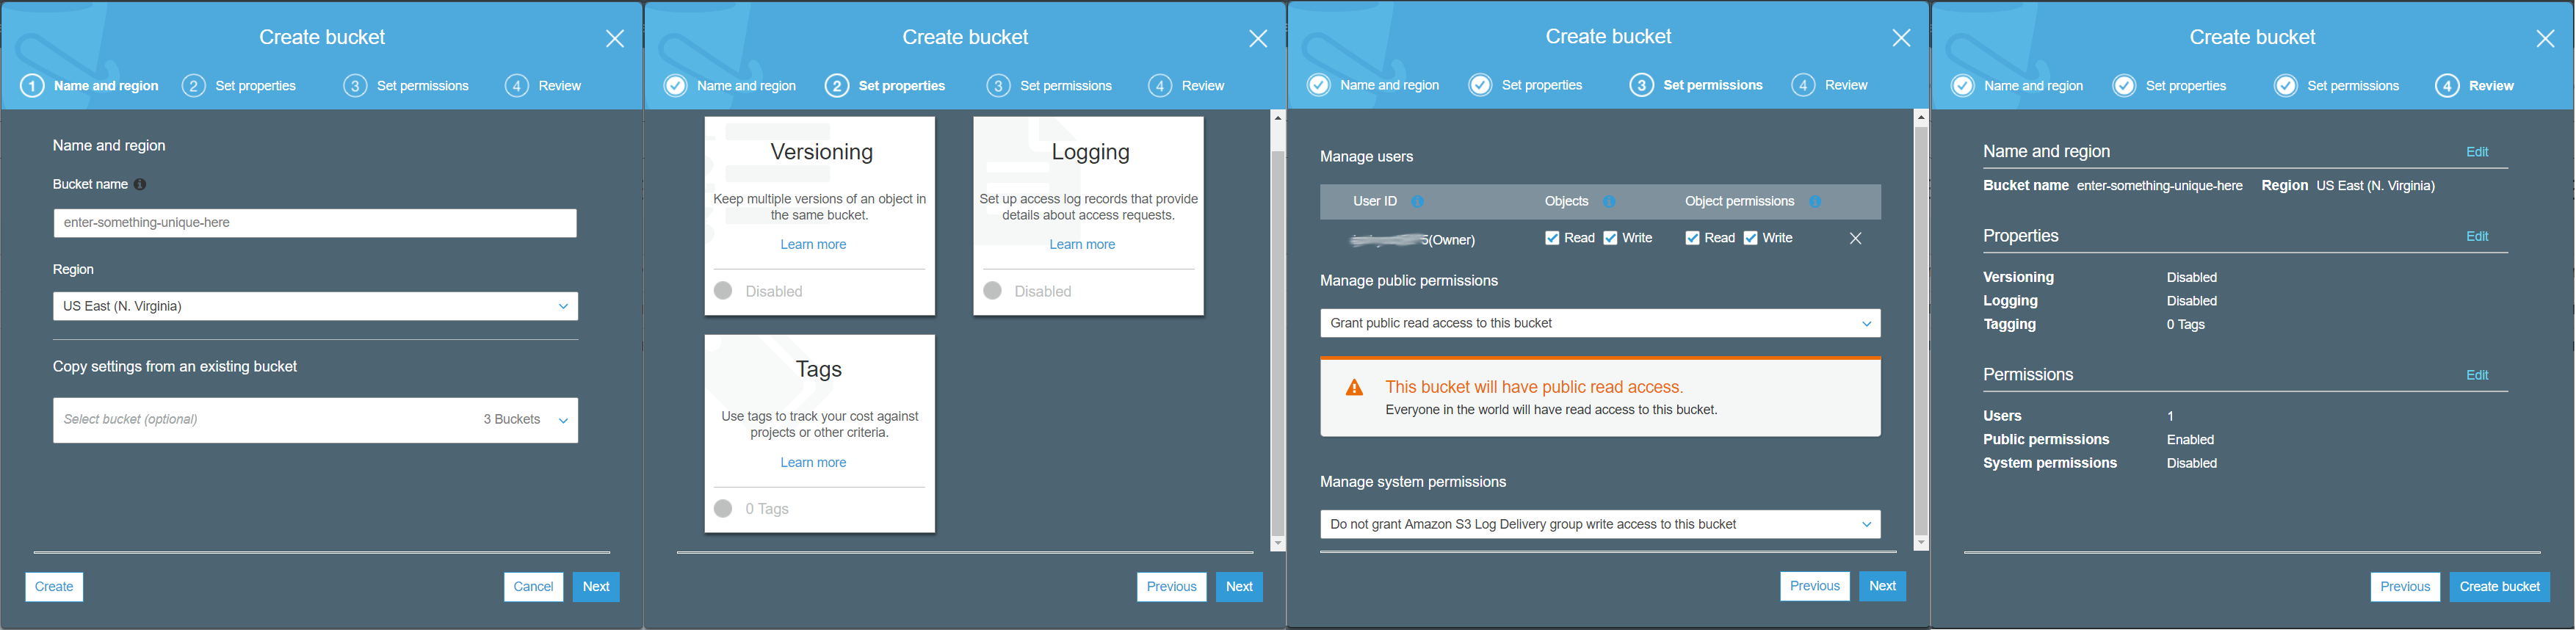 Create bucket
1 Name and region 2 Set properties 3 Set permissions 4 Review
Name and region
Bucket name
enter-something-unique-here
Region
US East (N. Virginia)
Copy settings from an existing bucket
Select bucket (optional) 3 Buckets
Create Cancel Next
Create bucket
Name and region 2 Set properties 3 Set permissions 4 Review
Versioning
Keep multiple versions of an object in
the same bucket.
Learn more
Disabled
Logging
Set up access log records that provide
details about access requests.
Learn more
Disabled
Tags
Use tags to track your cost against
projects or other criteria.
Learn more
0 Tags
Previous Next
Create bucket
Name and region Set properties 3 Set permissions 4 Review
Manage users
User ID Objects Object permissions
5(Owner) Read Write Read Write
Manage public permissions
Grant public read access to this bucket
This bucket will have public read access.
Everyone in the world will have read access to this bucket.
Manage system permissions
Do not grant Amazon S3 Log Delivery group write access to this bucket
Previous Next
Create bucket
Name and region Set properties Set permissions 4 Review
Name and region Edit
Bucket name enter-something-unique-here Region US East (N. Virginia)
Properties Edit
Versioning Disabled
Logging Disabled
Tagging 0 Tags
Permissions Edit
Users 1
Public permissions Enabled
System permissions Disabled
Previous Create bucket